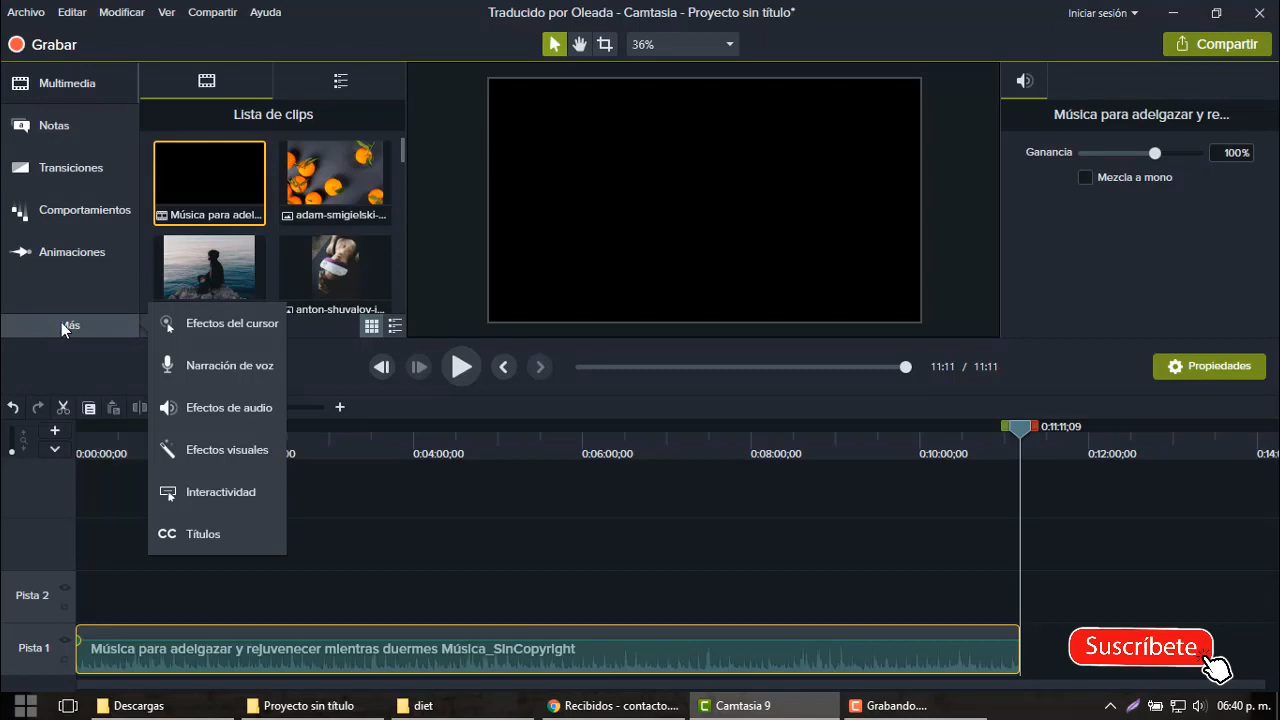 Archivo Editar Modificar Ver Compartir Ayuda
Traducido por Oleada - Camtasia - Proyecto sin título*
Iniciar sesión
Grabar
36%
Compartir
Multimedia
Notas
Transiciones
Comportamientos
Animaciones
Más
Lista de clips
Música para adel...
adam-smigielski-...
anton-shuvalov-i...
Efectos del cursor
Narración de voz
Efectos de audio
Efectos visuales
Interactividad
CC Títulos
Música para adelgazar y re...
Ganancia 100%
Mezcla a mono
11:11 / 11:11
Propiedades
0:11:11;09
0:00:00;00 0:04:00;00 0:06:00;00 0:08:00;00 0:10:00;00 0:12:00;00
Pista 2
Pista 1
Música para adelgazar y rejuvenecer mientras duermes Música_SinCopyright
Suscríbete
Descargas
Proyecto sin título
diet
Recibidos - contacto....
Camtasia 9
Grabando....
06:40 p. m.